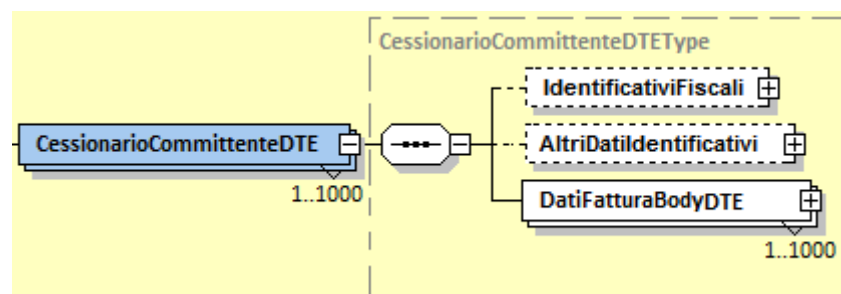 CessionarioCommittenteDTEType
IdentificativiFiscali
CessionarioCommittenteDTE
AltriDatiIdentificativi
1..1000
DatiFatturaBodyDTE
1..1000